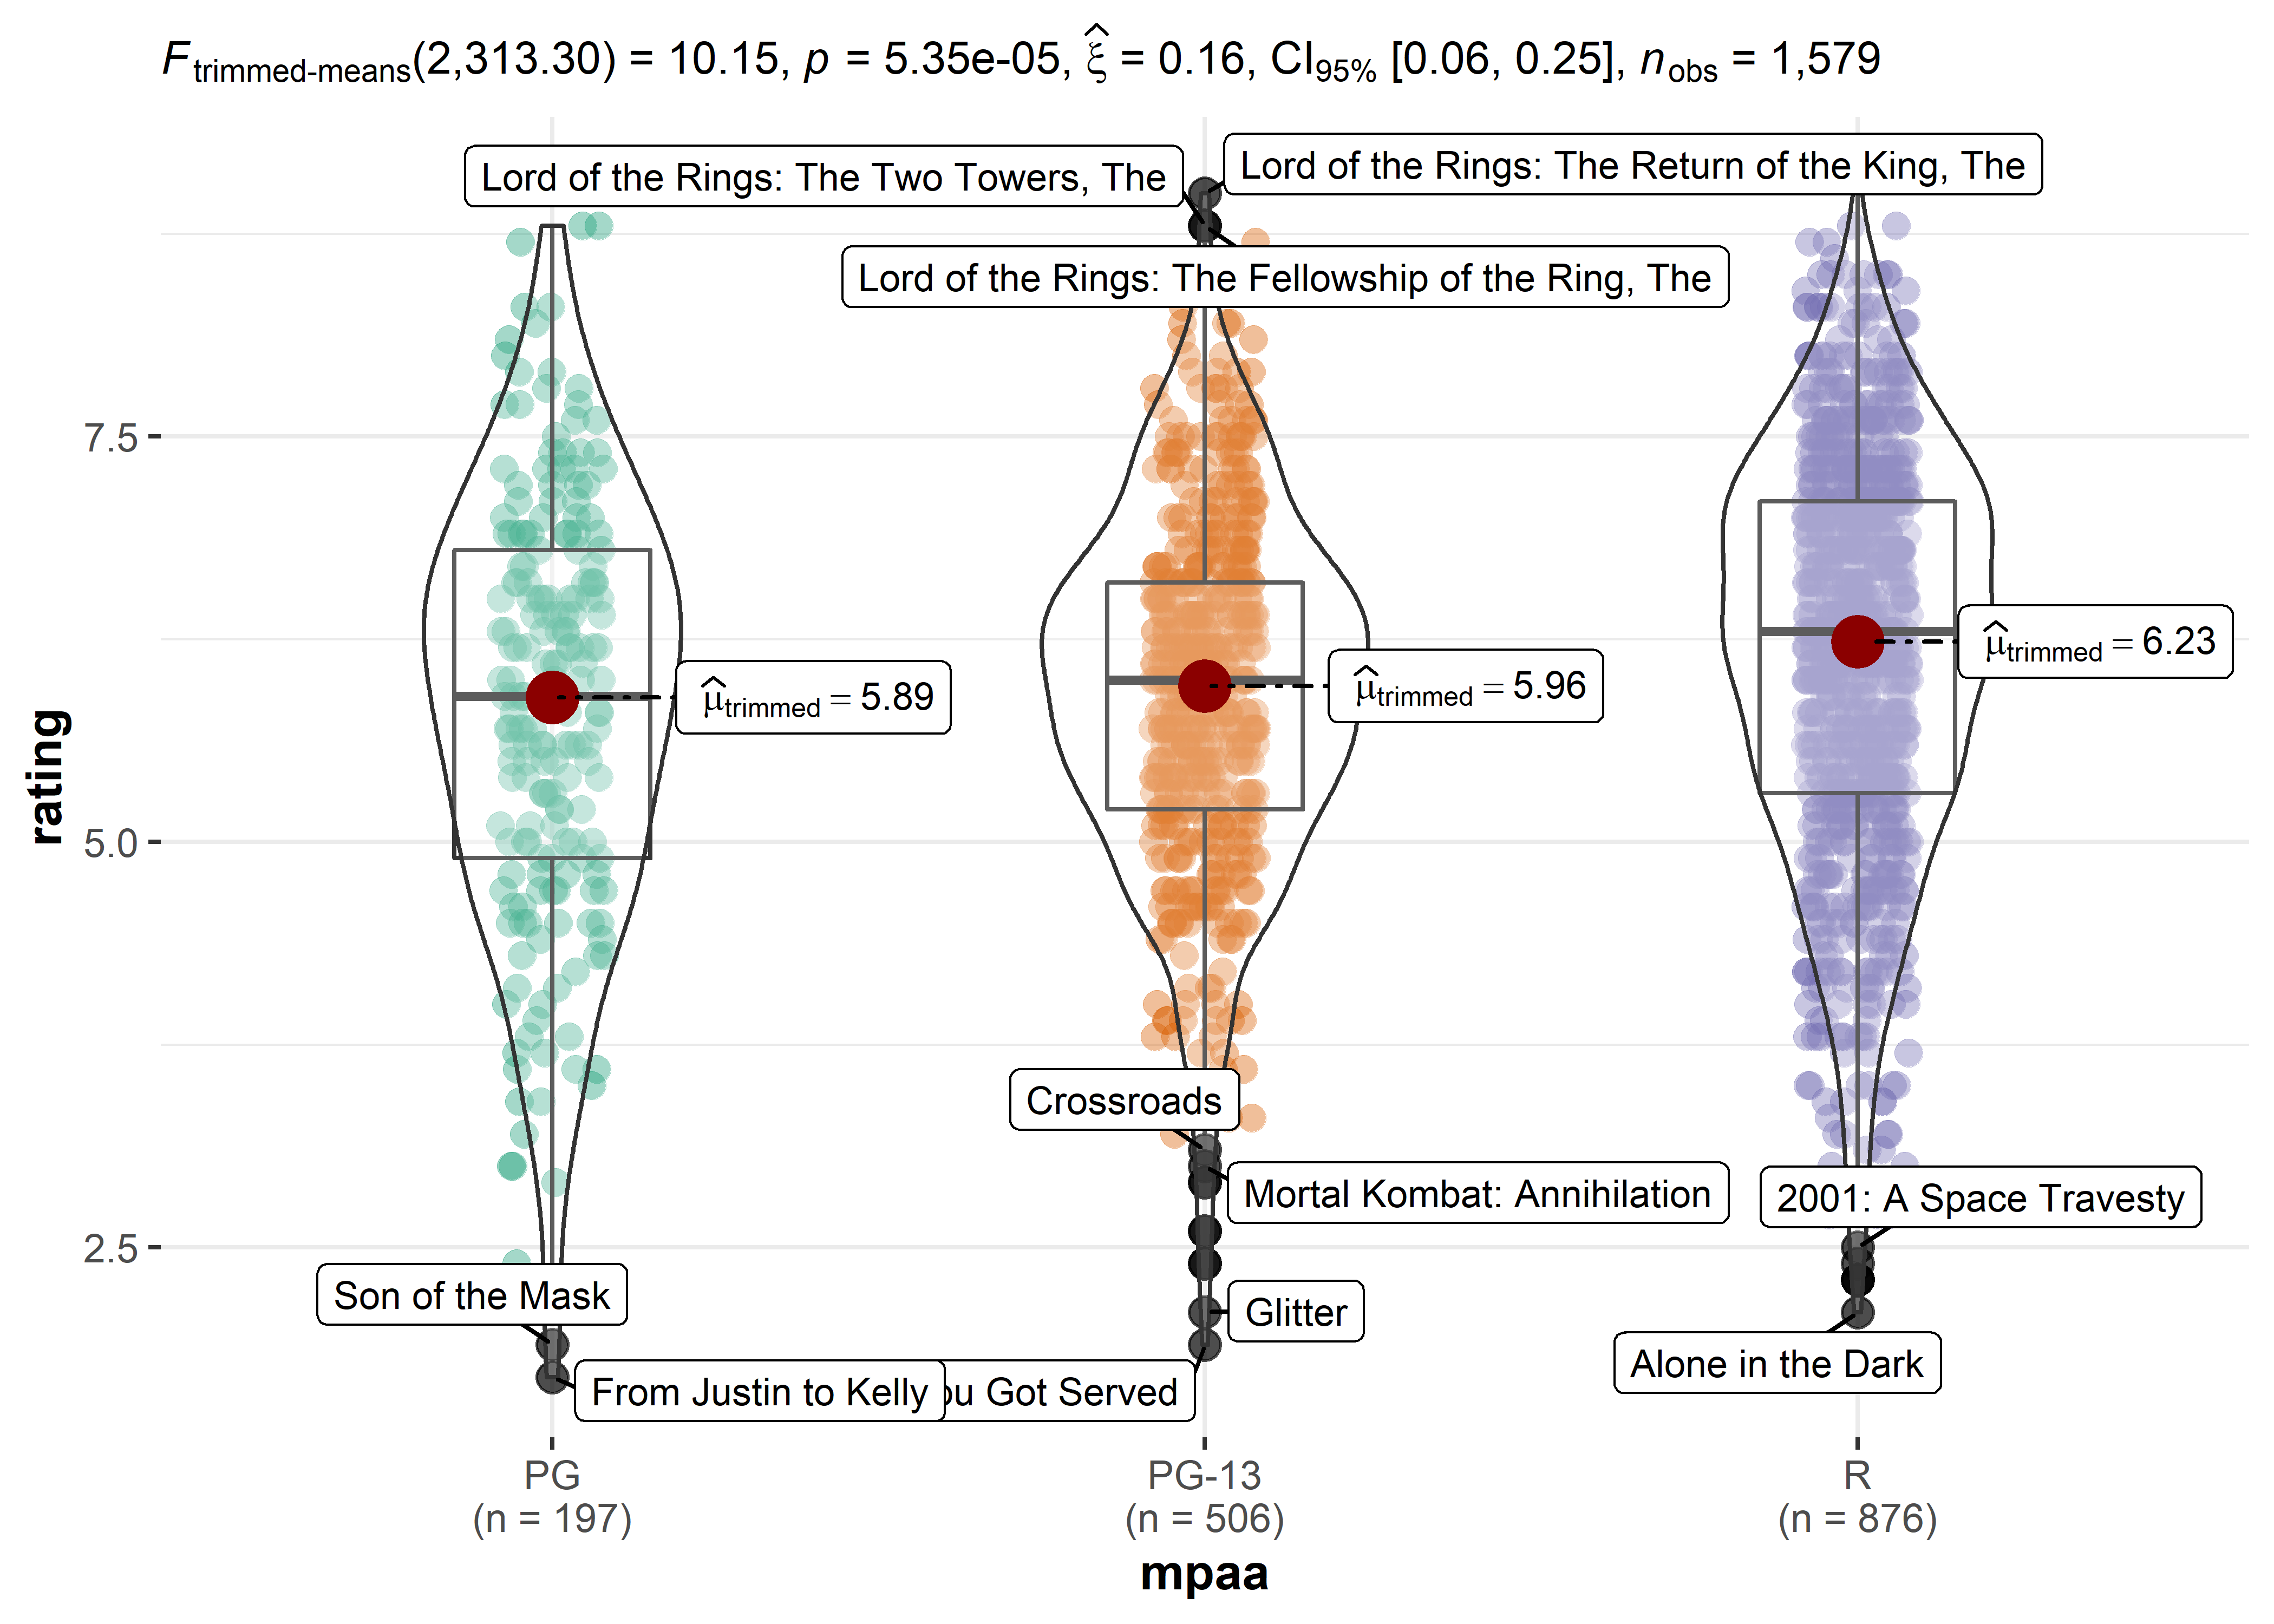 F trimmed-means(2,313.30) = 10.15, p = 5.35e-05, ξ̂ = 0.16, CI95% [0.06, 0.25], nobs = 1,579
Lord of the Rings: The Return of the King, The
Lord of the Rings: The Two Towers, The
Lord of the Rings: The Fellowship of the Ring, The
7.5
μ̂trimmed = 6.23
μ̂trimmed = 5.96
μ̂trimmed = 5.89
rating
5.0
Crossroads
Mortal Kombat: Annihilation
2001: A Space Travesty
2.5
Son of the Mask
Glitter
Alone in the Dark
From Justin to Kelly
Got Served
PG
(n = 197)
PG-13
(n = 506)
R
(n = 876)
mpaa